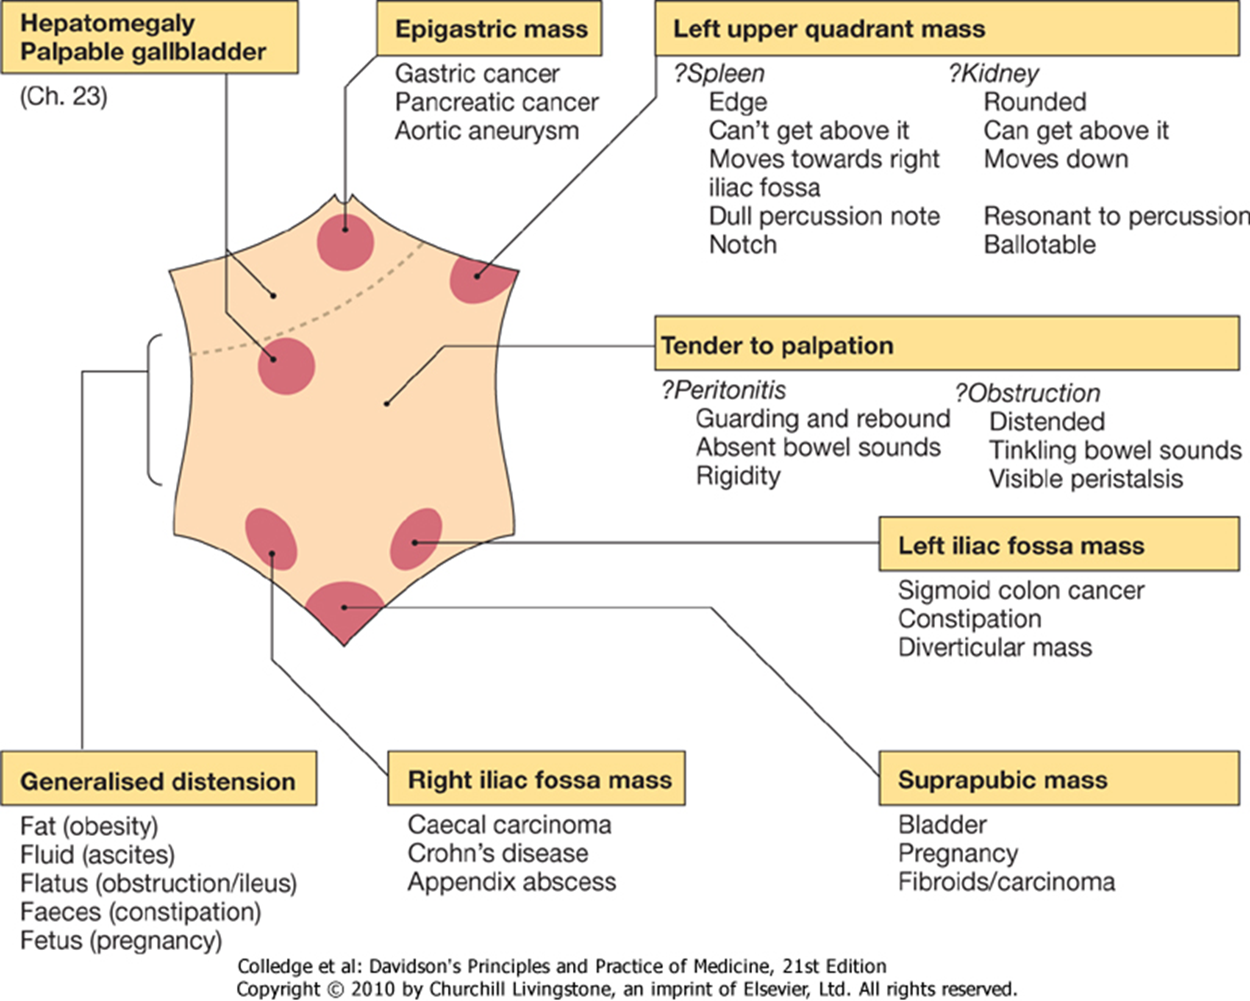 Hepatomegaly
Palpable gallbladder
(Ch. 23)
Epigastric mass
Gastric cancer
Pancreatic cancer
Aortic aneurysm
Left upper quadrant mass
?Spleen
Edge
Can't get above it
Moves towards right
iliac fossa
Dull percussion note
Notch
?Kidney
Rounded
Can get above it
Moves down
Resonant to percussion
Ballotable
Tender to palpation
?Peritonitis
Guarding and rebound
Absent bowel sounds
Rigidity
?Obstruction
Distended
Tinkling bowel sounds
Visible peristalsis
Left iliac fossa mass
Sigmoid colon cancer
Constipation
Diverticular mass
Generalised distension
Fat (obesity)
Fluid (ascites)
Flatus (obstruction/ileus)
Faeces (constipation)
Fetus (pregnancy)
Right iliac fossa mass
Caecal carcinoma
Crohn's disease
Appendix abscess
Suprapubic mass
Bladder
Pregnancy
Fibroids/carcinoma
Colledge et al: Davidson's Principles and Practice of Medicine, 21st Edition
Copyright © 2010 by Churchill Livingstone, an imprint of Elsevier, Ltd. All rights reserved.